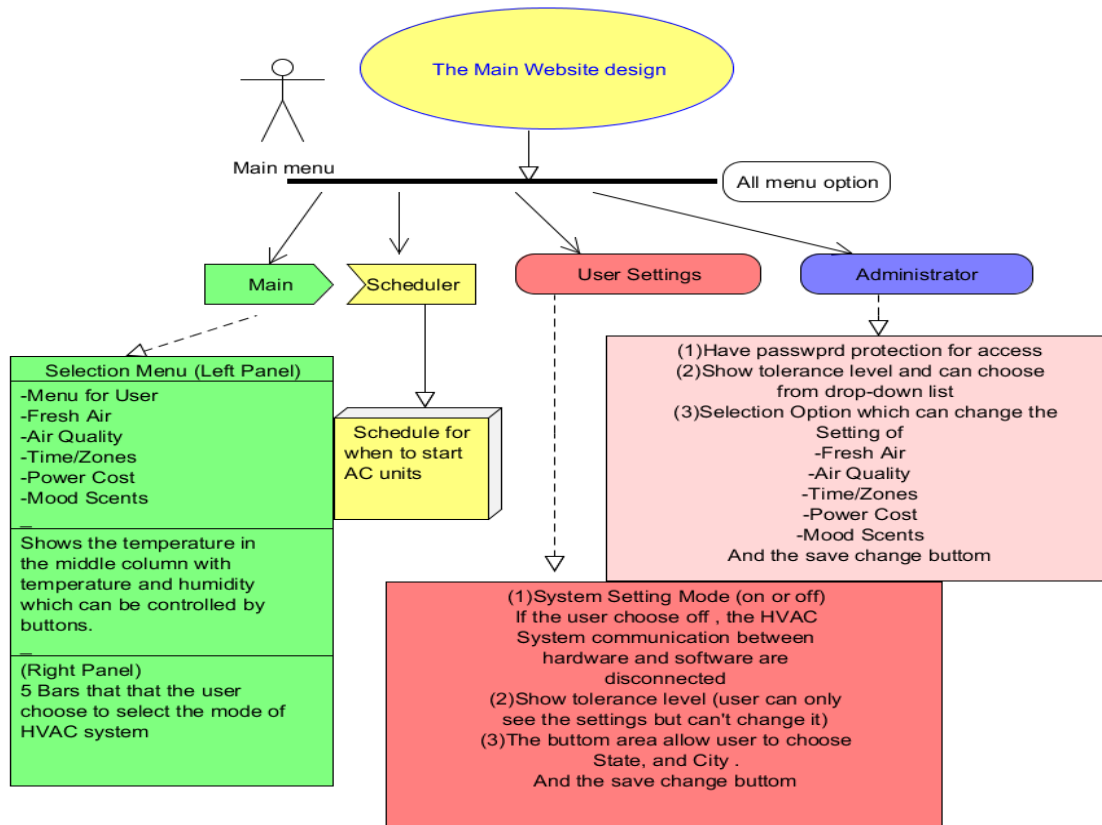 The Main Website design
Main menu
All menu option
Main
Scheduler
User Settings
Administrator
Selection Menu (Left Panel)
-Menu for User
-Fresh Air
-Air Quality
-Time/Zones
-Power Cost
-Mood Scents
_
Shows the temperature in
the middle column with
temperature and humidity
which can be controlled by
buttons.
_
(Right Panel)
5 Bars that that the user
choose to select the mode of
HVAC system
Schedule for
when to start
AC units
(1)System Setting Mode (on or off)
If the user choose off , the HVAC
System communication between
hardware and software are
disconnected
(2)Show tolerance level (user can only
see the settings but can't change it)
(3)The buttom area allow user to choose
State, and City .
And the save change buttom
(1)Have passwprd protection for access
(2)Show tolerance level and can choose
from drop-down list
(3)Selection Option which can change the
Setting of
-Fresh Air
-Air Quality
-Time/Zones
-Power Cost
-Mood Scents
And the save change buttom